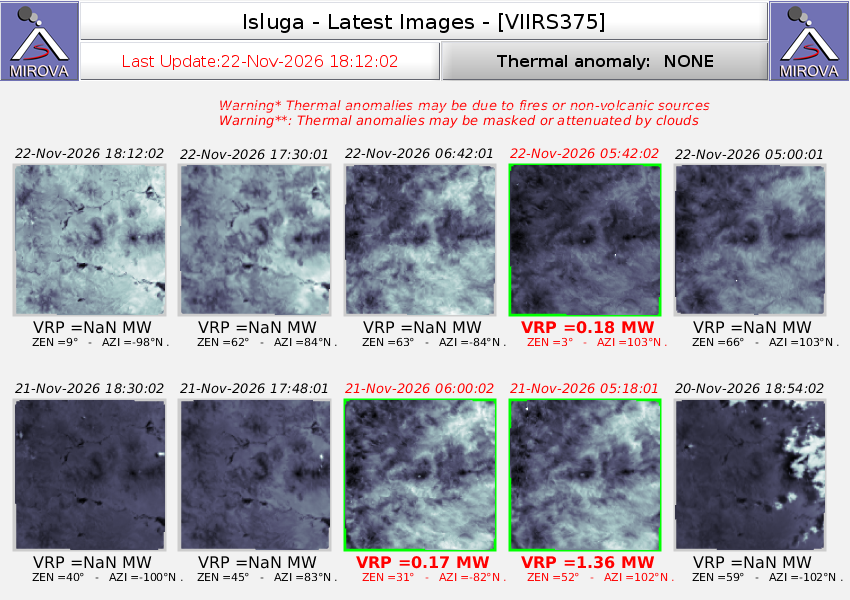 Isluga - Latest Images - [VIIRS375]
MIROVA
Last Update:22-Nov-2026 18:12:02
Thermal anomaly: NONE
MIROVA
Warning* Thermal anomalies may be due to fires or non-volcanic sources
Warning**: Thermal anomalies may be masked or attenuated by clouds
22-Nov-2026 18:12:02
22-Nov-2026 17:30:01
22-Nov-2026 06:42:01
22-Nov-2026 05:42:02
22-Nov-2026 05:00:01
VRP =NaN MW
VRP =NaN MW
VRP =NaN MW
VRP =0.18 MW
VRP =NaN MW
ZEN =9° - AZI =-98°N .
ZEN =62° - AZI =84°N .
ZEN =63° - AZI =-84°N .
ZEN =3° - AZI =103°N .
ZEN =66° - AZI =103°N .
21-Nov-2026 18:30:02
21-Nov-2026 17:48:01
21-Nov-2026 06:00:02
21-Nov-2026 05:18:01
20-Nov-2026 18:54:02
VRP =NaN MW
VRP =NaN MW
VRP =0.17 MW
VRP =1.36 MW
VRP =NaN MW
ZEN =40° - AZI =-100°N .
ZEN =45° - AZI =83°N .
ZEN =31° - AZI =-82°N .
ZEN =52° - AZI =102°N .
ZEN =59° - AZI =-102°N .